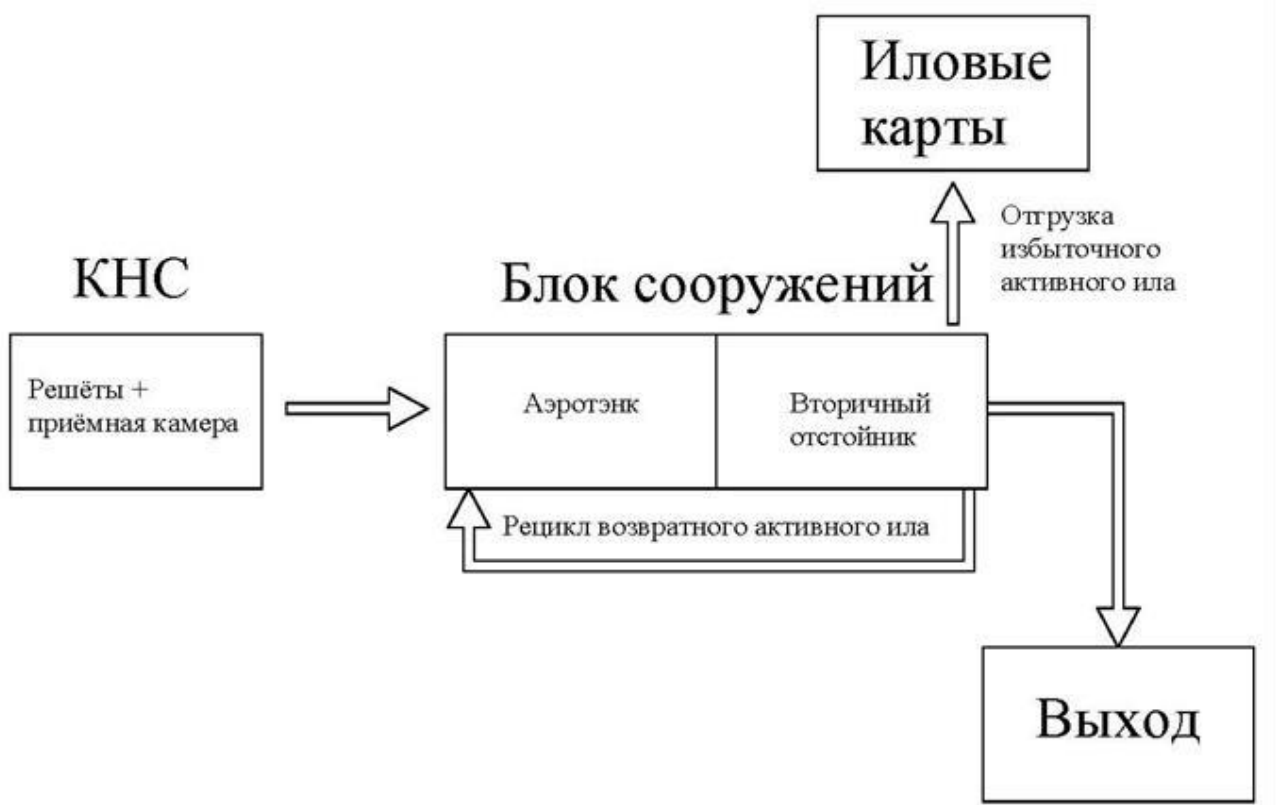 Иловые
карты
Отгрузка
избыточного
активного ила
КНС
Блок сооружений
Решёты +
приёмная камера
Аэротэнк
Вторичный
отстойник
Рецикл возвратного активного ила
Выход